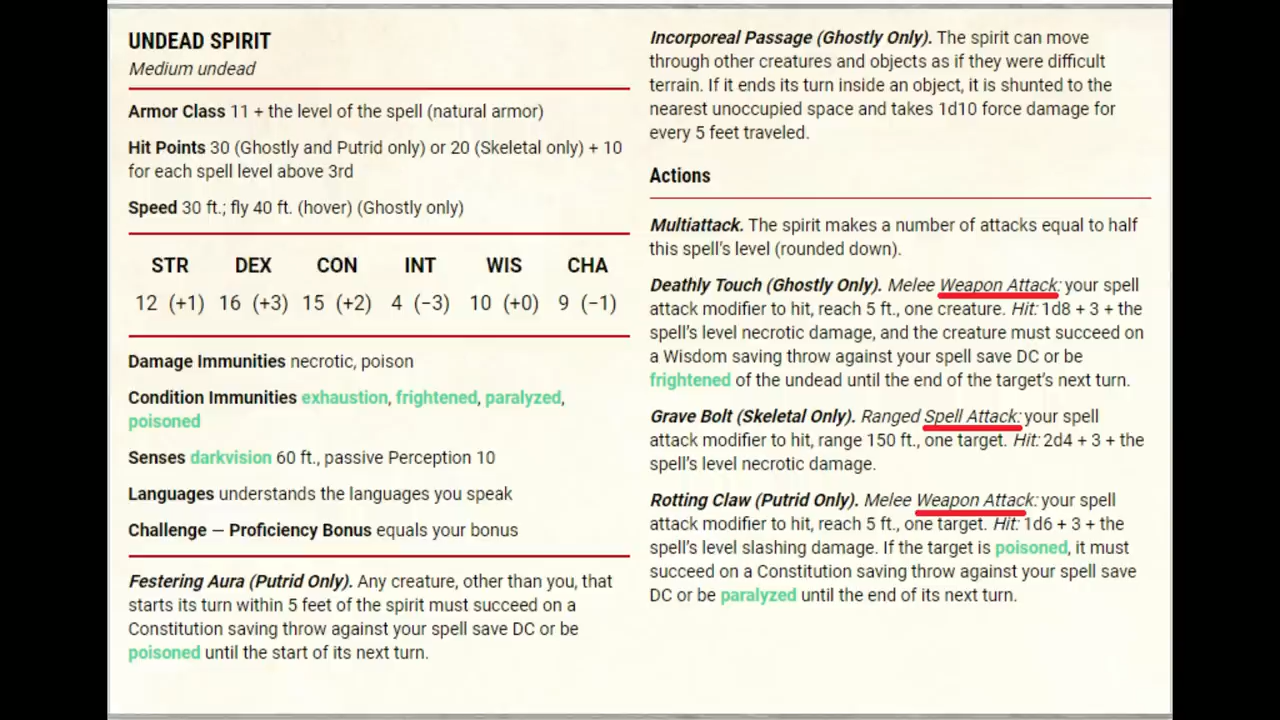 UNDEAD SPIRIT
Medium undead
Armor Class 11 + the level of the spell (natural armor)
Hit Points 30 (Ghostly and Putrid only) or 20 (Skeletal only) + 10
for each spell level above 3rd
Speed 30 ft.; fly 40 ft. (hover) (Ghostly only)
STR DEX CON INT WIS CHA
12 (+1) 16 (+3) 15 (+2) 4 (−3) 10 (+0) 9 (−1)
Damage Immunities necrotic, poison
Condition Immunities exhaustion, frightened, paralyzed,
poisoned
Senses darkvision 60 ft., passive Perception 10
Languages understands the languages you speak
Challenge — Proficiency Bonus equals your bonus
Festering Aura (Putrid Only). Any creature, other than you, that
starts its turn within 5 feet of the spirit must succeed on a
Constitution saving throw against your spell save DC or be
poisoned until the start of its next turn.
Incorporeal Passage (Ghostly Only). The spirit can move
through other creatures and objects as if they were difficult
terrain. If it ends its turn inside an object, it is shunted to the
nearest unoccupied space and takes 1d10 force damage for
every 5 feet traveled.
Actions
Multiattack. The spirit makes a number of attacks equal to half
this spell's level (rounded down).
Deathly Touch (Ghostly Only). Melee Weapon Attack: your spell
attack modifier to hit, reach 5 ft., one creature. Hit: 1d8 + 3 + the
spell's level necrotic damage, and the creature must succeed on
a Wisdom saving throw against your spell save DC or be
frightened of the undead until the end of the target's next turn.
Grave Bolt (Skeletal Only). Ranged Spell Attack: your spell
attack modifier to hit, range 150 ft., one target. Hit: 2d4 + 3 + the
spell's level necrotic damage.
Rotting Claw (Putrid Only). Melee Weapon Attack: your spell
attack modifier to hit, reach 5 ft., one target. Hit: 1d6 + 3 + the
spell's level slashing damage. If the target is poisoned, it must
succeed on a Constitution saving throw against your spell save
DC or be paralyzed until the end of its next turn.